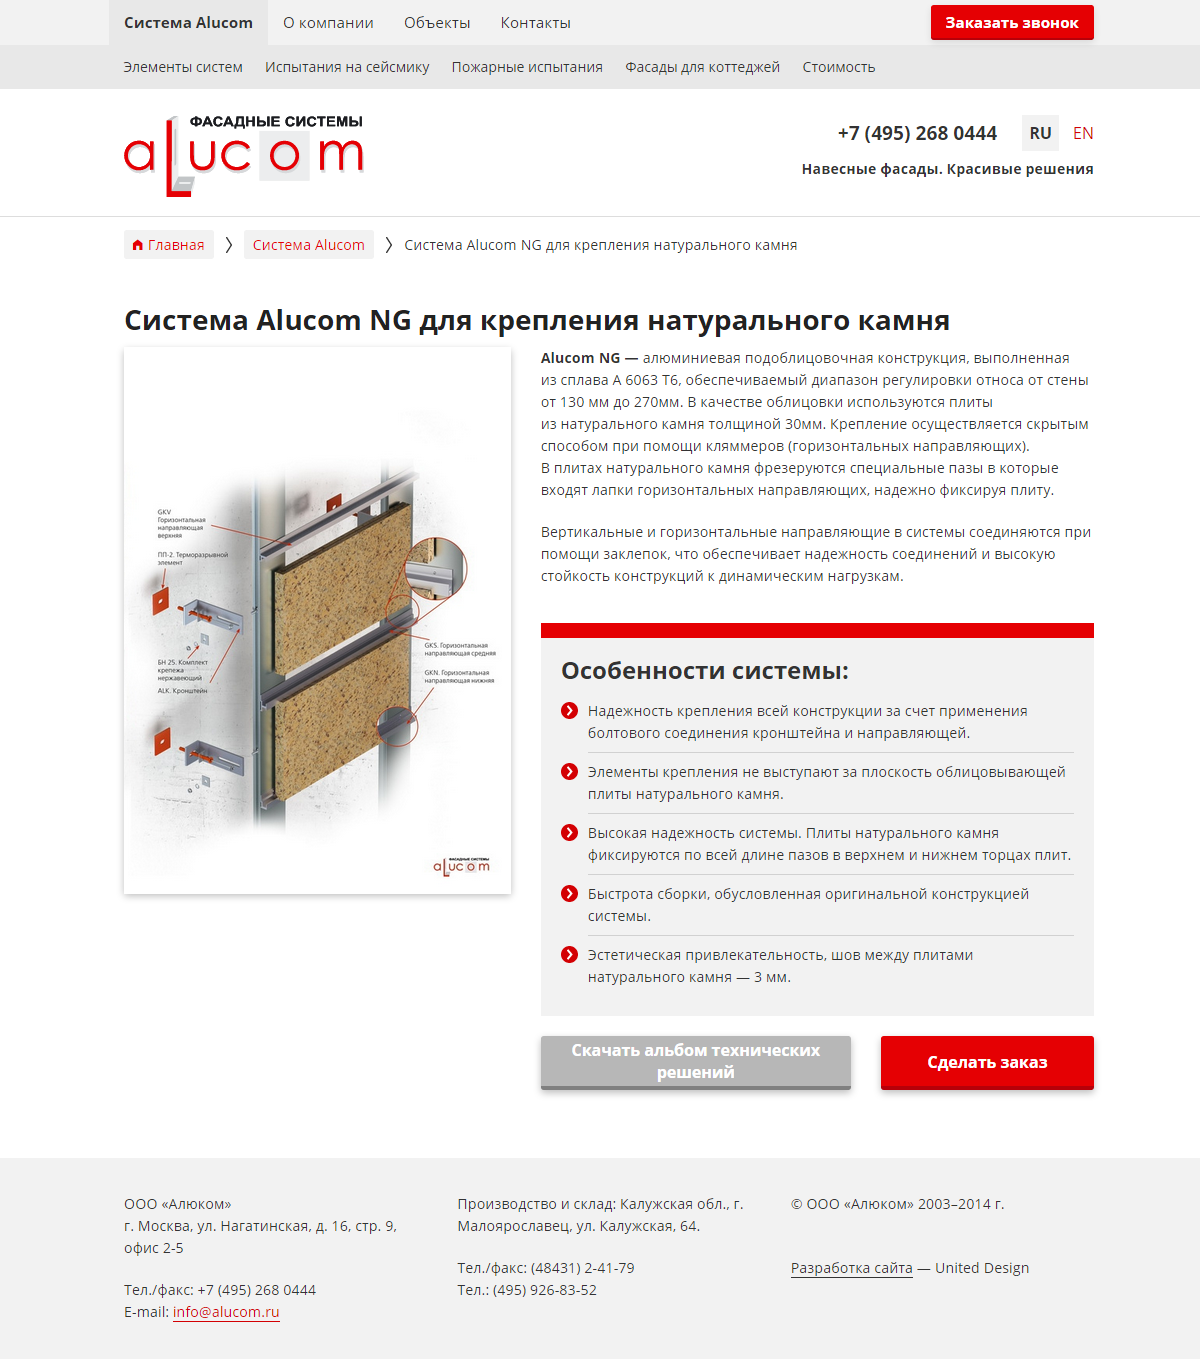 Система Alucom О компании Объекты Контакты Заказать звонок
Элементы систем Испытания на сейсмику Пожарные испытания Фасады для коттеджей Стоимость
ФАСАДНЫЕ СИСТЕМЫ
aLucom
+7 (495) 268 0444 RU EN
Навесные фасады. Красивые решения
Главная Система Alucom Система Alucom NG для крепления натурального камня
Система Alucom NG для крепления натурального камня
GKV
Горизонтальная
направляющая
верхняя
ПП-2. Терморазрывной
элемент
БН 25. Комплект
крепежа
нержавеющий
ALK. Кронштейн
GKS. Горизонтальная
направляющая средняя
GKN. Горизонтальная
направляющая нижняя
ФАСАДНЫЕ СИСТЕМЫ
aLucom
Alucom NG — алюминиевая подоблицовочная конструкция, выполненная
из сплава А 6063 Т6, обеспечиваемый диапазон регулировки относа от стены
от 130 мм до 270мм. В качестве облицовки используются плиты
из натурального камня толщиной 30мм. Крепление осуществляется скрытым
способом при помощи кляммеров (горизонтальных направляющих).
В плитах натурального камня фрезеруются специальные пазы в которые
входят лапки горизонтальных направляющих, надежно фиксируя плиту.
Вертикальные и горизонтальные направляющие в системы соединяются при
помощи заклепок, что обеспечивает надежность соединений и высокую
стойкость конструкций к динамическим нагрузкам.
Особенности системы:
Надежность крепления всей конструкции за счет применения
болтового соединения кронштейна и направляющей.
Элементы крепления не выступают за плоскость облицовывающей
плиты натурального камня.
Высокая надежность системы. Плиты натурального камня
фиксируются по всей длине пазов в верхнем и нижнем торцах плит.
Быстрота сборки, обусловленная оригинальной конструкцией
системы.
Эстетическая привлекательность, шов между плитами
натурального камня — 3 мм.
Скачать альбом технических
решений
Сделать заказ
ООО «Алюком»
г. Москва, ул. Нагатинская, д. 16, стр. 9,
офис 2-5
Тел./факс: +7 (495) 268 0444
E-mail: info@alucom.ru
Производство и склад: Калужская обл., г.
Малоярославец, ул. Калужская, 64.
Тел./факс: (48431) 2-41-79
Тел.: (495) 926-83-52
© ООО «Алюком» 2003–2014 г.
Разработка сайта — United Design